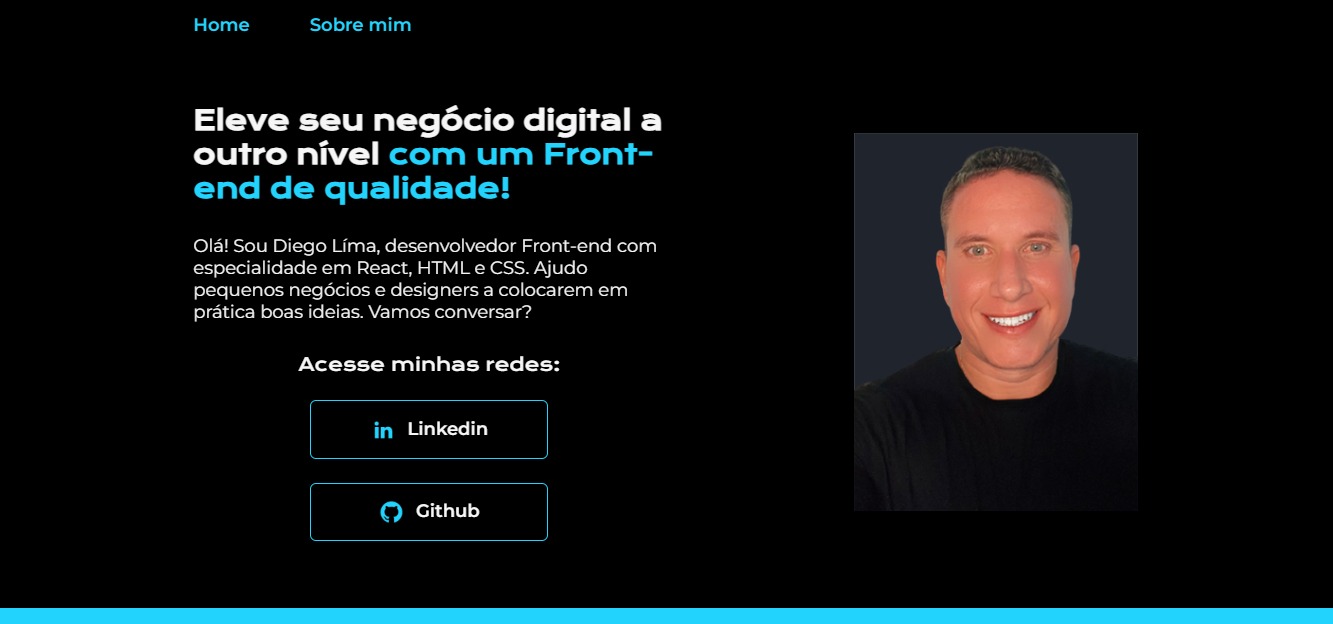 Home
Sobre mim
Eleve seu negócio digital a
outro nível com um Front-
end de qualidade!
Olá! Sou Diego Líma, desenvolvedor Front-end com
especialidade em React, HTML e CSS. Ajudo
pequenos negócios e designers a colocarem em
prática boas ideias. Vamos conversar?
Acesse minhas redes:
Linkedin
Github